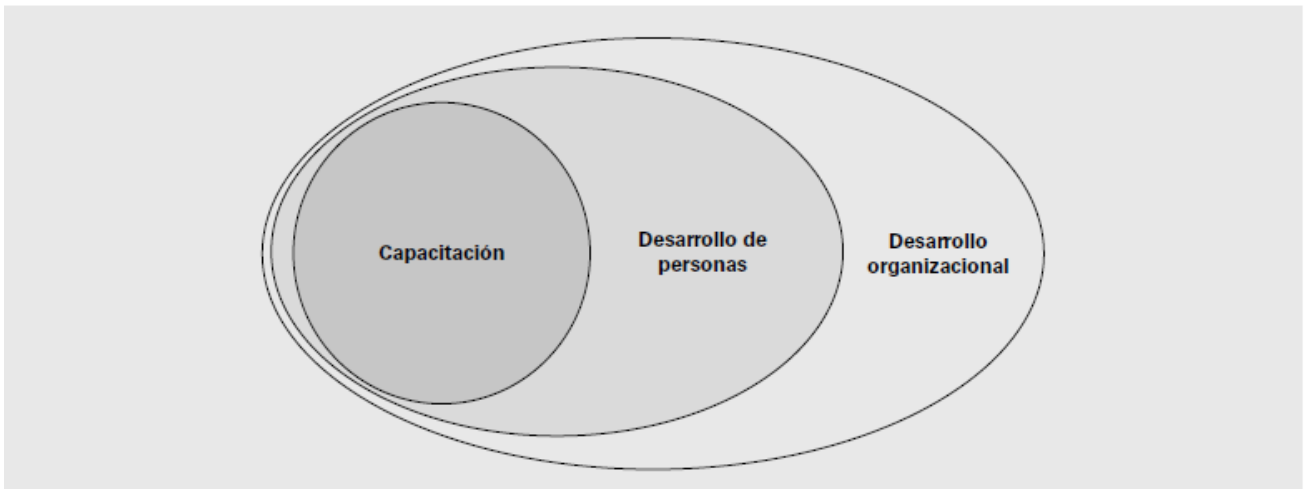 Capacitación
Desarrollo de
personas
Desarrollo
organizacional